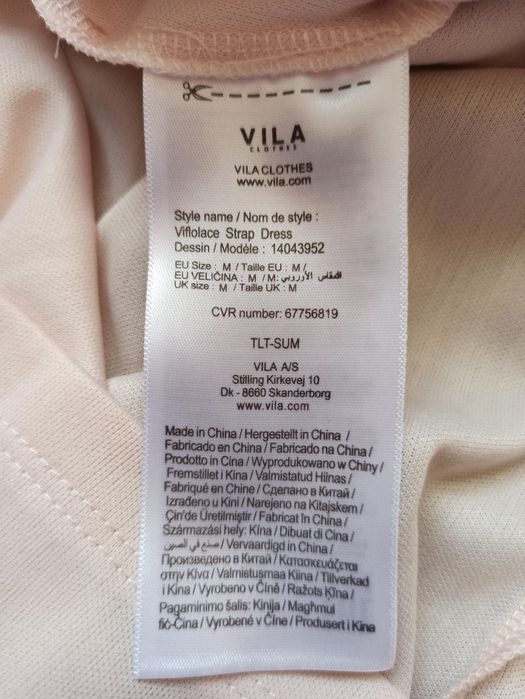 VILA
CLOTHES
VILA CLOTHES
www.vila.com
Style name / Nom de style :
Viflolace Strap Dress
Dessin / Modèle : 14043952
EU Size : M / Taille EU : M /
EU VELIČINA : M / M: المقاس الأوروبي
UK size : M / Taille UK : M
CVR number: 67756819
TLT-SUM
VILA A/S
Stilling Kirkevej 10
Dk - 8660 Skanderborg
www.vila.com
Made in China / Hergestellt in China /
Fabricado en China / Fabricado na China /
Prodotto in Cina / Wyprodukowano w Chiny /
Fremstillet i Kina / Valmistatud Hiinas /
Fabriqué en Chine / Сделано в Китай /
Izrađeno u Kini / Narejeno na Kitajskem /
Çin'de Üretilmiştir / Fabricat în China /
Származási hely: Kína / Dibuat di Cina /
صنع في الصين / Vervaardigd in China /
Произведено в Китай / Κατασκευάζεται
στην Κίνα / Valmistusmaa Kiina / Tillverkad
i Kina / Vyrobeno v Číně / Ražots Ķīna /
Pagaminimo šalis: Kinija / Magħmul
fiċ-Ċina / Vyrobené v Číne / Produsert i Kina